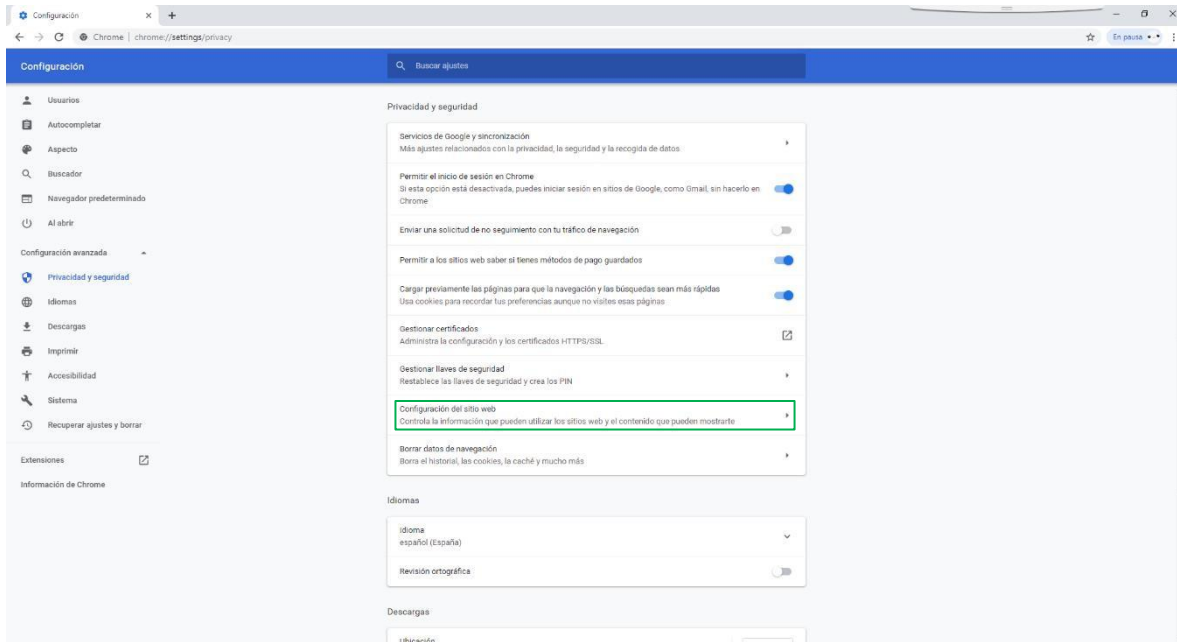 Configuración
Chrome | chrome://settings/privacy
En pausa
Configuración
Buscar ajustes
Usuarios
Autocompletar
Aspecto
Buscador
Navegador predeterminado
Al abrir
Configuración avanzada
Privacidad y seguridad
Idiomas
Descargas
Imprimir
Accesibilidad
Sistema
Recuperar ajustes y borrar
Extensiones
Información de Chrome
Privacidad y seguridad
Servicios de Google y sincronización
Más ajustes relacionados con la privacidad, la seguridad y la recogida de datos
Permitir el inicio de sesión en Chrome
Si esta opción está desactivada, puedes iniciar sesión en sitios de Google, como Gmail, sin hacerlo en
Chrome
Enviar una solicitud de no seguimiento con tu tráfico de navegación
Permitir a los sitios web saber si tienes métodos de pago guardados
Cargar previamente las páginas para que la navegación y las búsquedas sean más rápidas
Usa cookies para recordar tus preferencias aunque no visites esas páginas
Gestionar certificados
Administra la configuración y los certificados HTTPS/SSL
Gestionar llaves de seguridad
Restablece las llaves de seguridad y crea los PIN
Configuración del sitio web
Controla la información que pueden utilizar los sitios web y el contenido que pueden mostrarte
Borrar datos de navegación
Borra el historial, las cookies, la caché y mucho más
Idiomas
Idioma
español (España)
Revisión ortográfica
Descargas
Ubicación